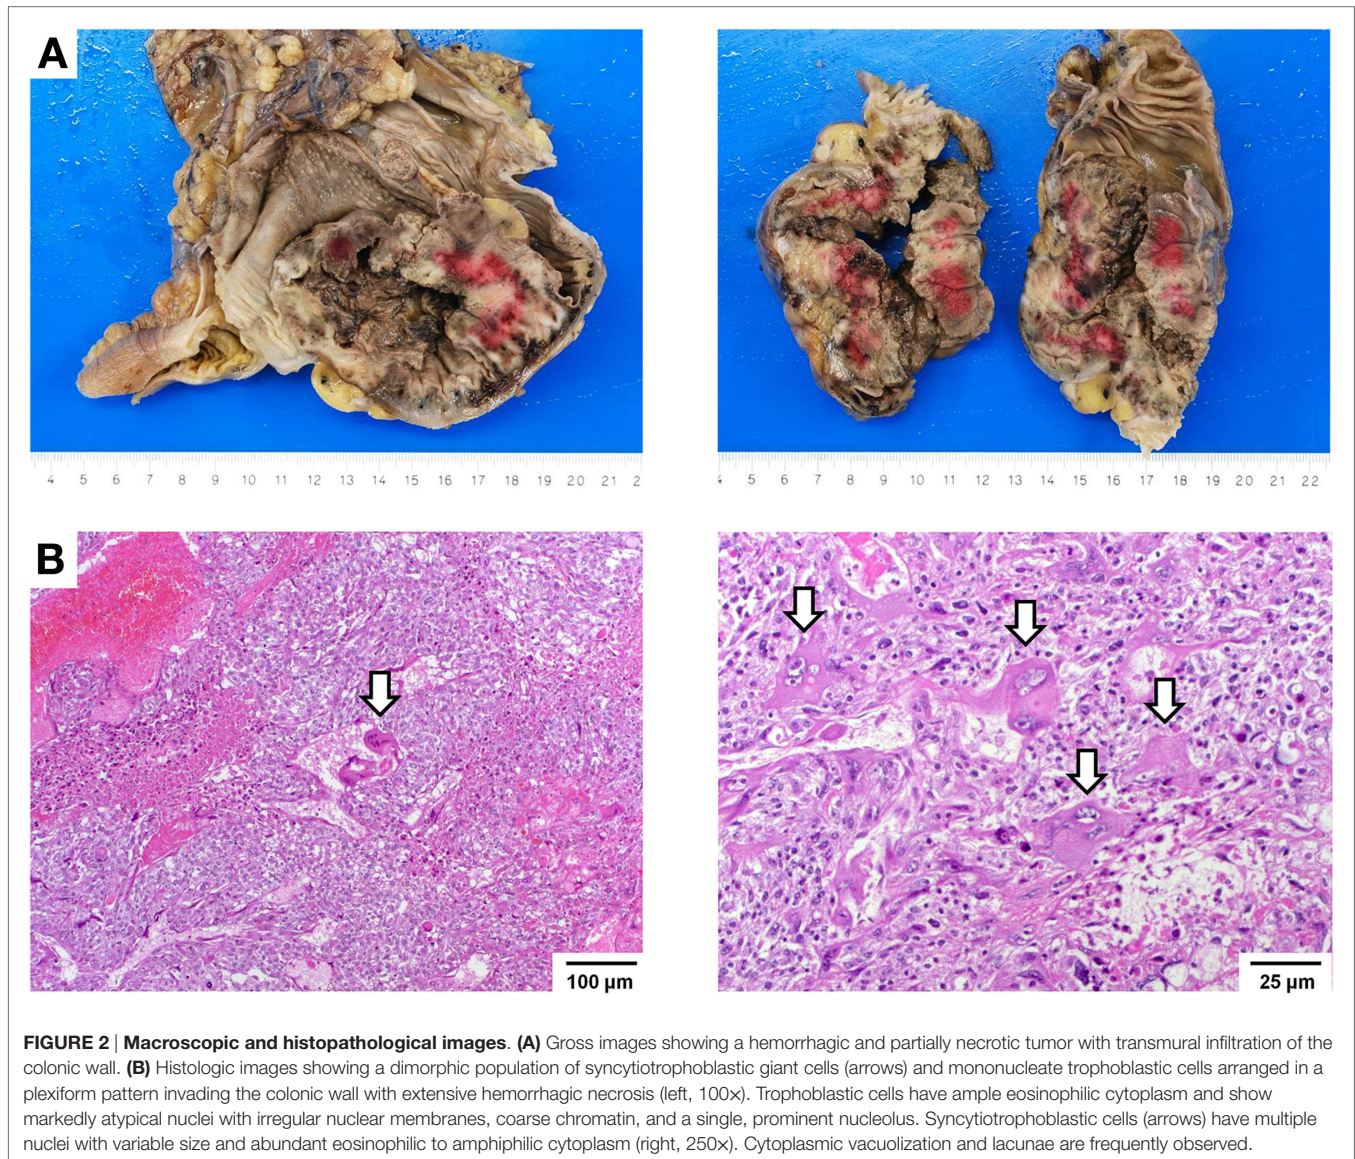 A
4 5 6 7 8 9 10 11 12 13 14 15 16 17 18 19 20 21 2
4 5 6 7 8 9 10 11 12 13 14 15 16 17 18 19 20 21 22
B
100 µm
25 µm
FIGURE 2 | Macroscopic and histopathological images. (A) Gross images showing a hemorrhagic and partially necrotic tumor with transmural infiltration of the
colonic wall. (B) Histologic images showing a dimorphic population of syncytiotrophoblastic giant cells (arrows) and mononucleate trophoblastic cells arranged in a
plexiform pattern invading the colonic wall with extensive hemorrhagic necrosis (left, 100×). Trophoblastic cells have ample eosinophilic cytoplasm and show
markedly atypical nuclei with irregular nuclear membranes, coarse chromatin, and a single, prominent nucleolus. Syncytiotrophoblastic cells (arrows) have multiple
nuclei with variable size and abundant eosinophilic to amphiphilic cytoplasm (right, 250×). Cytoplasmic vacuolization and lacunae are frequently observed.